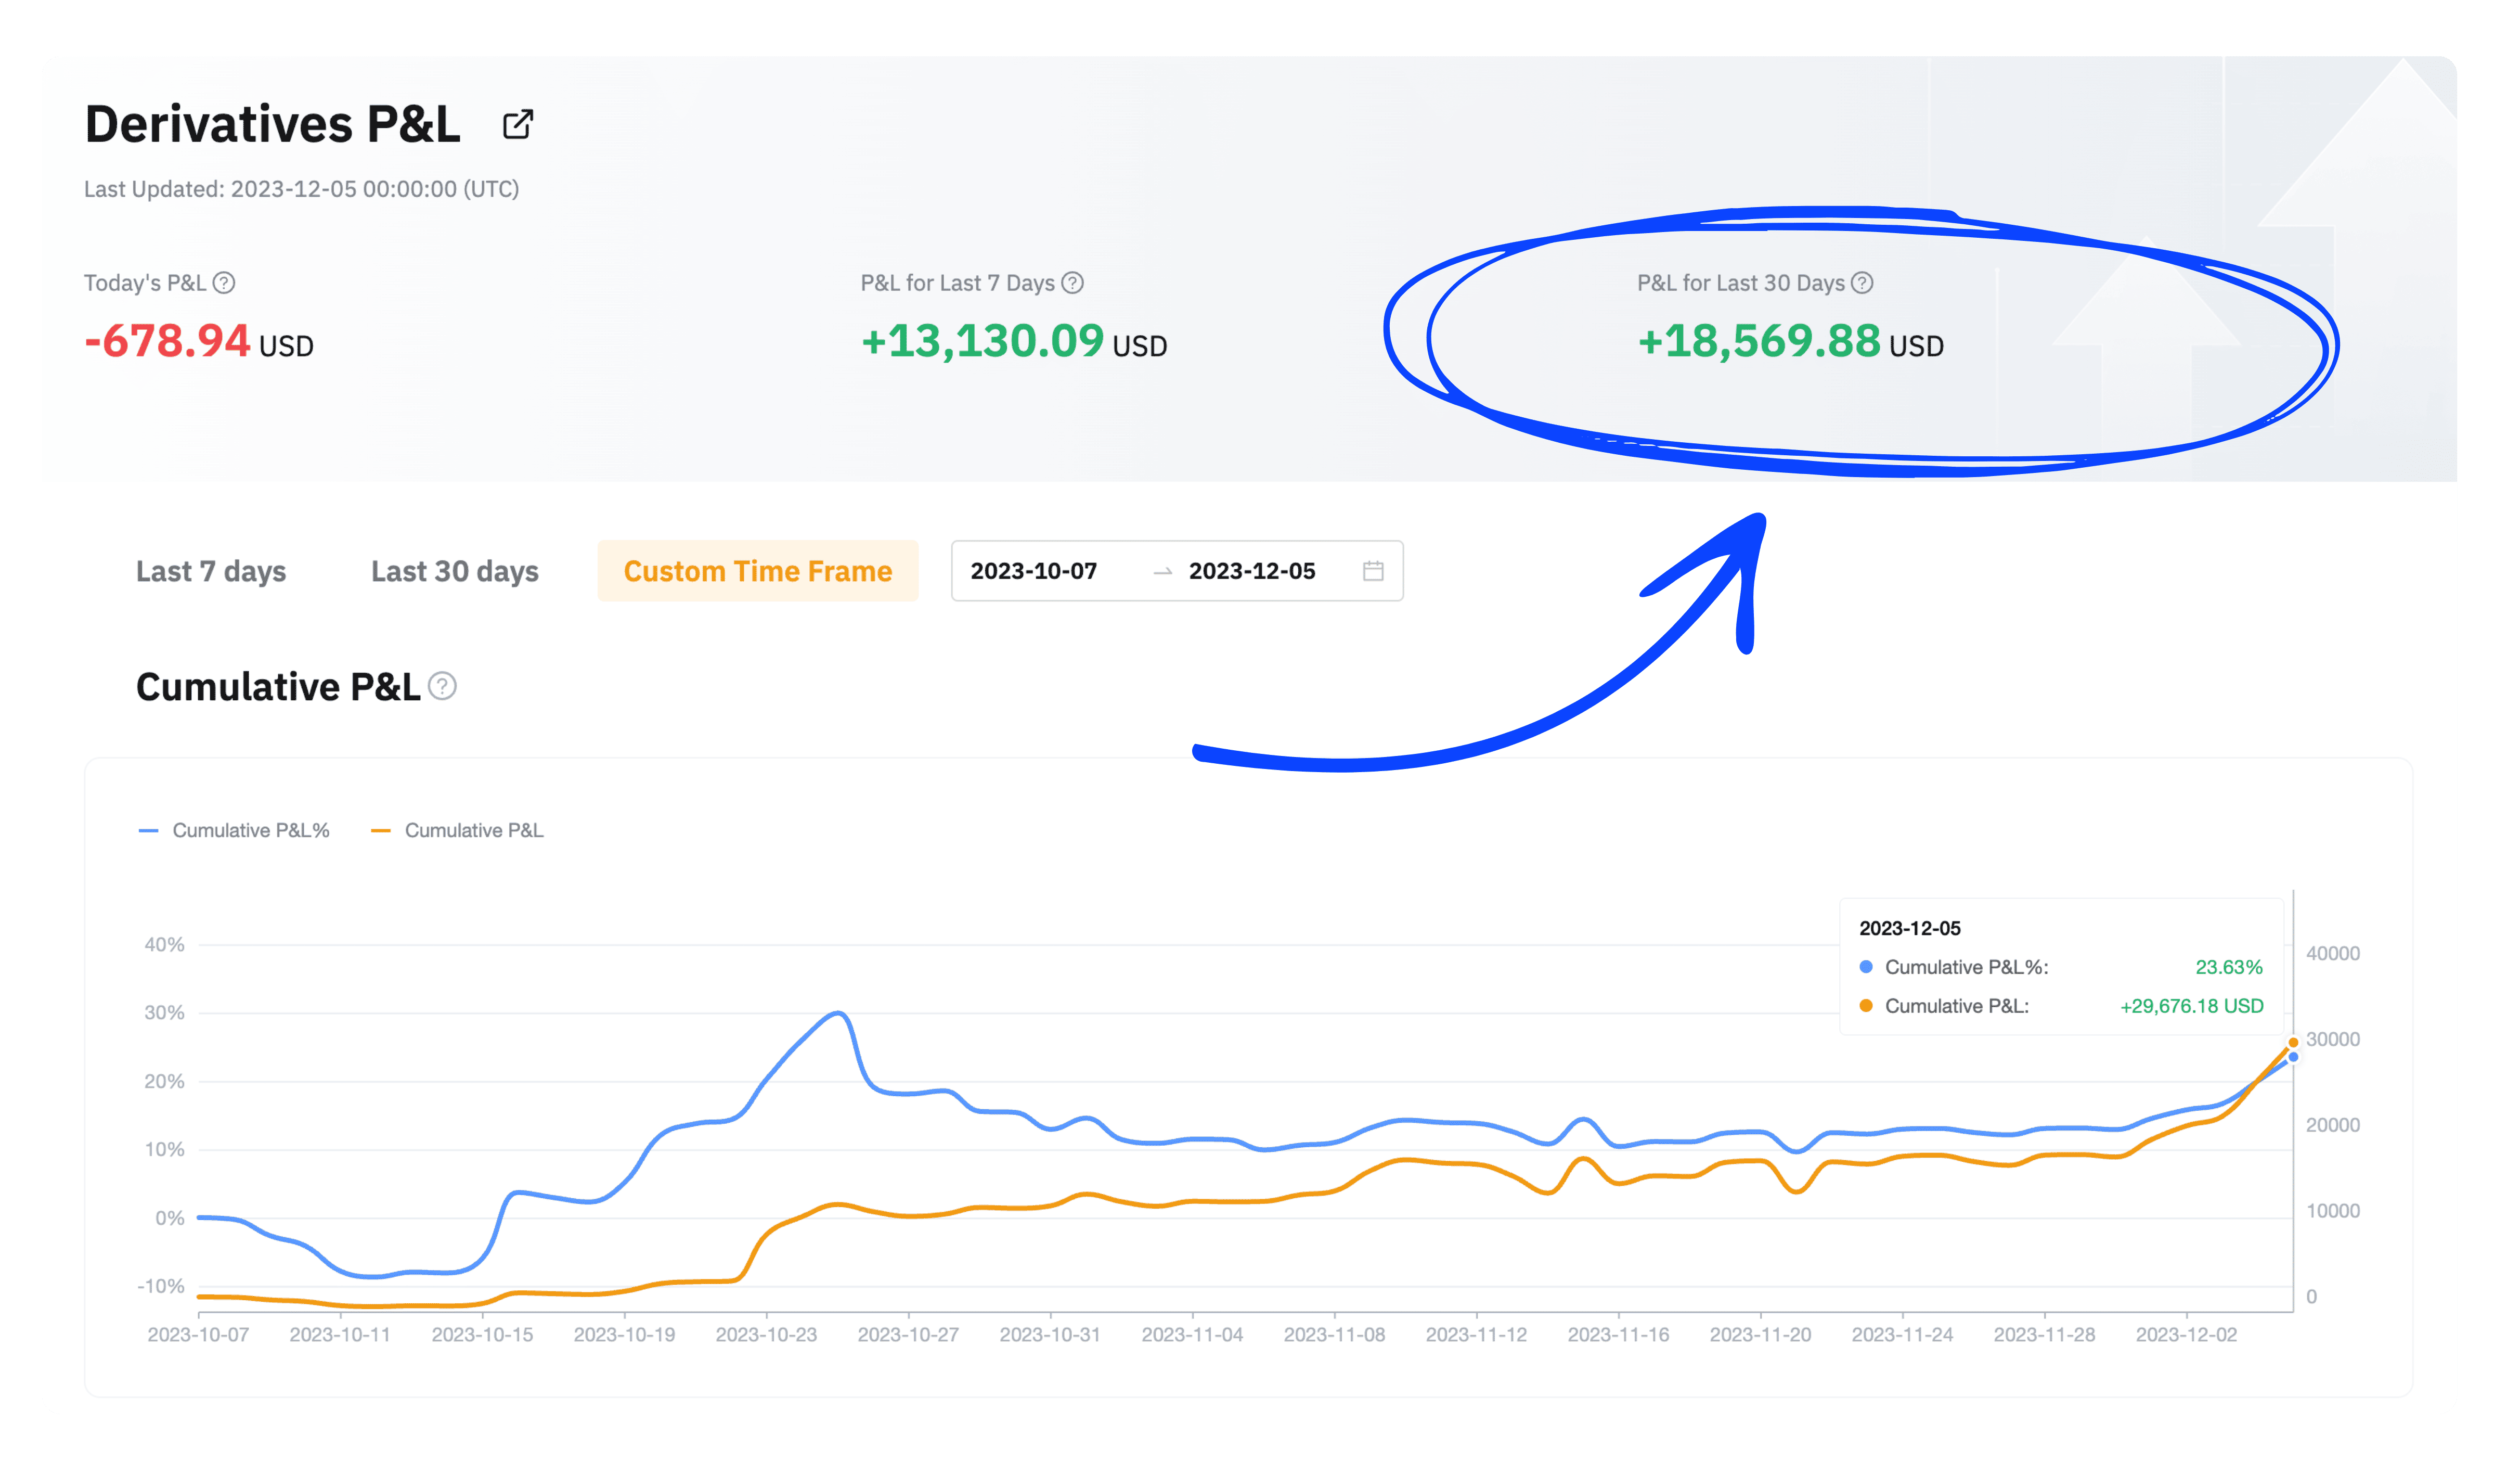 Derivatives P&L
Last Updated: 2023-12-05 00:00:00 (UTC)
Today's P&L ?
-678.94 USD
P&L for Last 7 Days ?
+13,130.09 USD
P&L for Last 30 Days ?
+18,569.88 USD
Last 7 days Last 30 days Custom Time Frame 2023-10-07 → 2023-12-05
Cumulative P&L ?
Cumulative P&L% Cumulative P&L
2023-12-05
Cumulative P&L%: 23.63%
Cumulative P&L: +29,676.18 USD
40%
30%
20%
10%
0%
-10%
40000
30000
20000
10000
0
2023-10-07 2023-10-11 2023-10-15 2023-10-19 2023-10-23 2023-10-27 2023-10-31 2023-11-04 2023-11-08 2023-11-12 2023-11-16 2023-11-20 2023-11-24 2023-11-28 2023-12-02